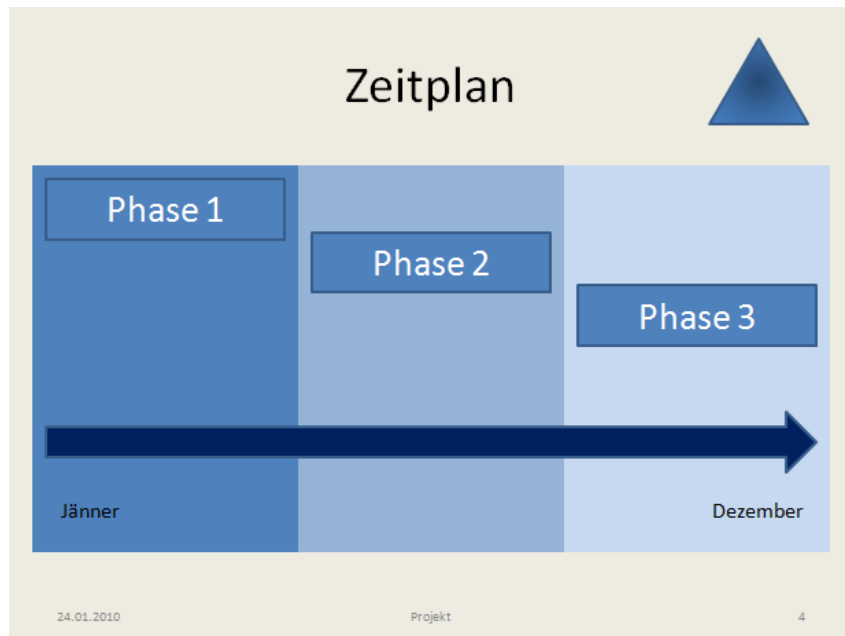 Zeitplan
Phase 1
Phase 2
Phase 3
Jänner
Dezember
24.01.2010
Projekt
4